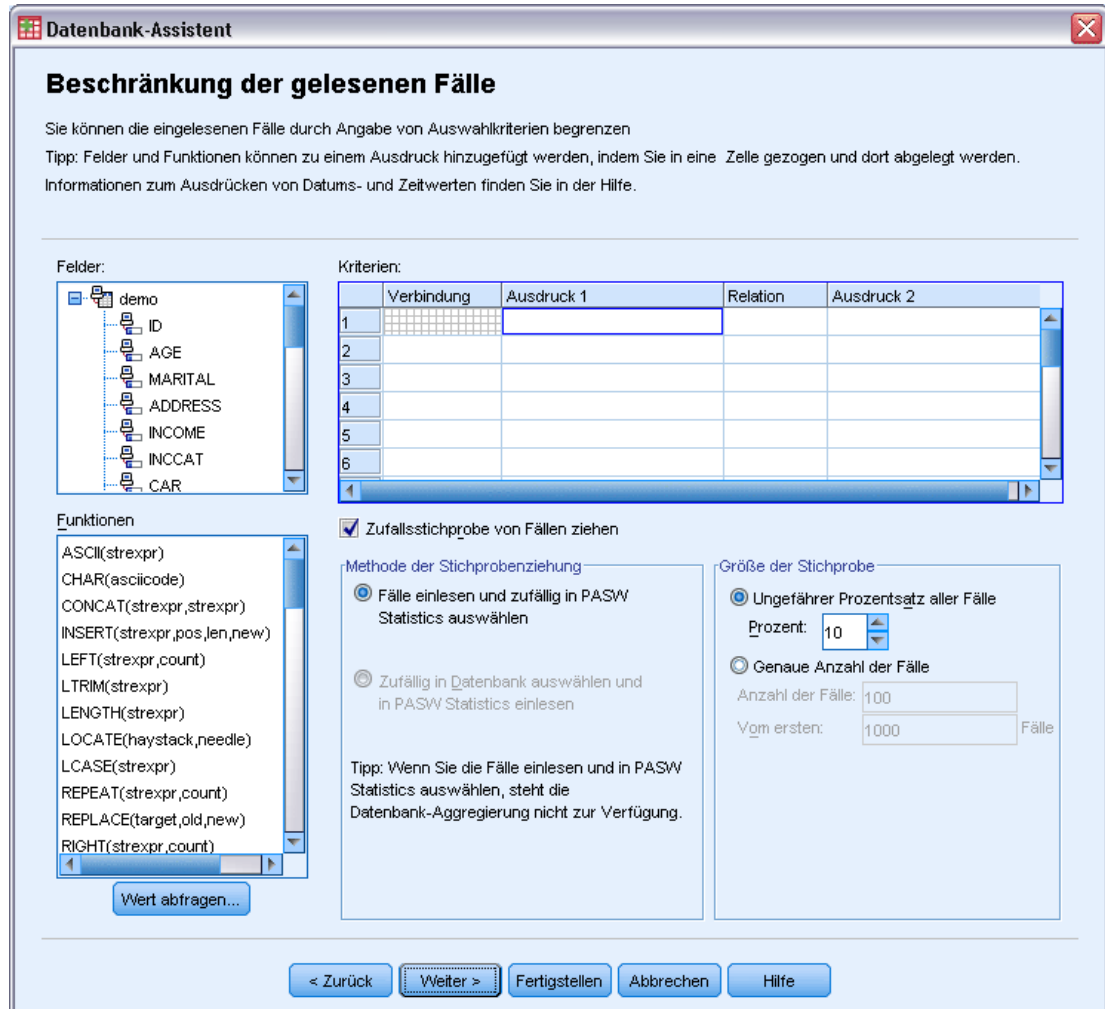 Datenbank-Assistent
Beschränkung der gelesenen Fälle
Sie können die eingelesenen Fälle durch Angabe von Auswahlkriterien begrenzen
Tipp: Felder und Funktionen können zu einem Ausdruck hinzugefügt werden, indem Sie in eine Zelle gezogen und dort abgelegt werden.
Informationen zum Ausdrücken von Datums- und Zeitwerten finden Sie in der Hilfe.
Felder:
demo
ID
AGE
MARITAL
ADDRESS
INCOME
INCCAT
CAR
Kriterien:
Verbindung Ausdruck 1 Relation Ausdruck 2
1
2
3
4
5
6
Funktionen
ASCII(strexpr)
CHAR(asciicode)
CONCAT(strexpr,strexpr)
INSERT(strexpr,pos,len,new)
LEFT(strexpr,count)
LTRIM(strexpr)
LENGTH(strexpr)
LOCATE(haystack,needle)
LCASE(strexpr)
REPEAT(strexpr,count)
REPLACE(target,old,new)
RIGHT(strexpr,count)
Wert abfragen...
Zufallsstichprobe von Fällen ziehen
Methode der Stichprobenziehung
Fälle einlesen und zufällig in PASW
Statistics auswählen
Zufällig in Datenbank auswählen und
in PASW Statistics einlesen
Tipp: Wenn Sie die Fälle einlesen und in PASW
Statistics auswählen, steht die
Datenbank-Aggregierung nicht zur Verfügung.
Größe der Stichprobe
Ungefährer Prozentsatz aller Fälle
Prozent: 10
Genaue Anzahl der Fälle
Anzahl der Fälle: 100
Vom ersten: 1000 Fälle
< Zurück Weiter > Fertigstellen Abbrechen Hilfe